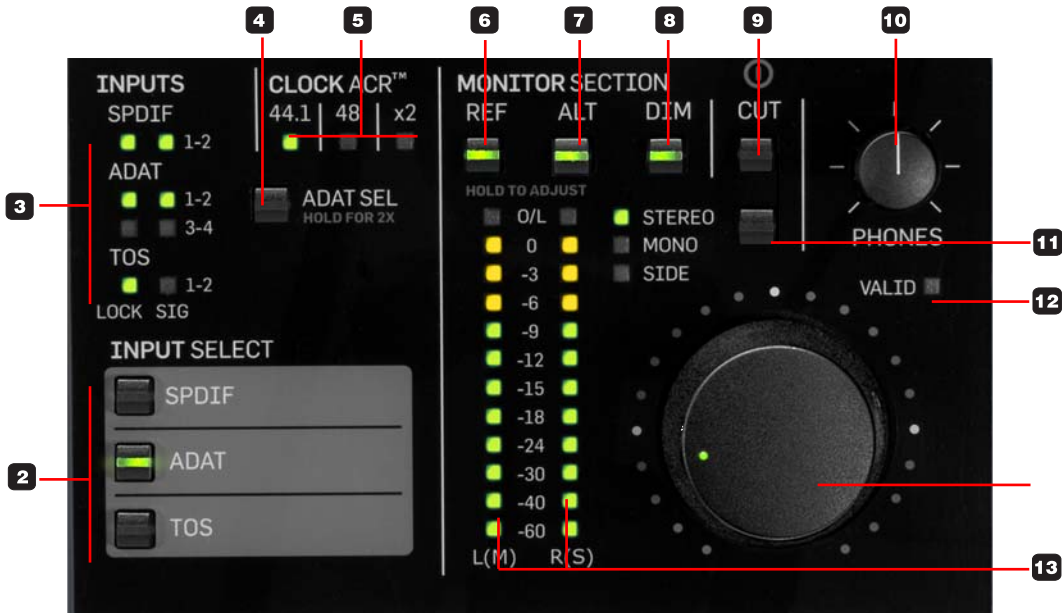 4
5
6
7
8
9
10
INPUTS
CLOCK ACR™
MONITOR SECTION
SPDIF
44.1
48
x2
REF
ALT
DIM
CUT
1-2
ADAT
3
1-2
ADAT SEL
HOLD FOR 2X
HOLD TO ADJUST
3-4
O/L
STEREO
0
MONO
PHONES
11
TOS
-3
SIDE
1-2
VALID
12
LOCK SIG
-6
-9
INPUT SELECT
-12
SPDIF
-15
-18
-24
2
ADAT
-30
-40
TOS
-60
L(M)
R(S)
13